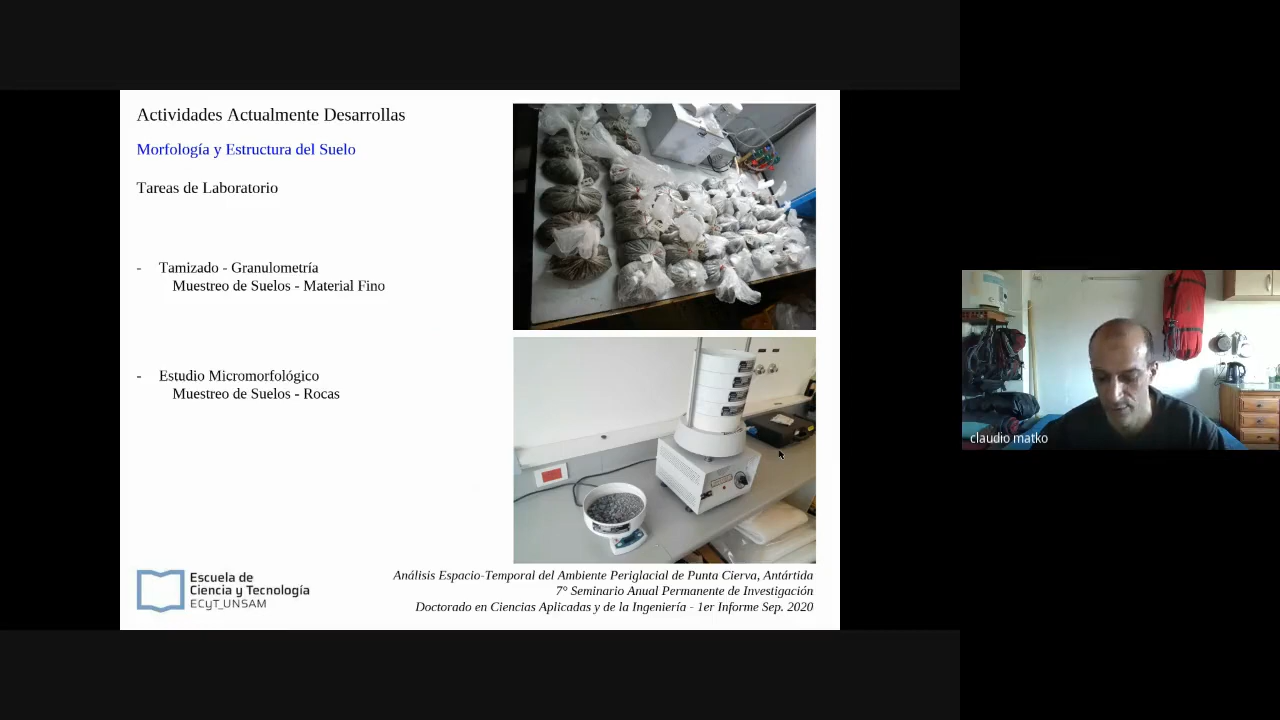 Actividades Actualmente Desarrollas
Morfología y Estructura del Suelo
Tareas de Laboratorio
- Tamizado - Granulometría
Muestreo de Suelos - Material Fino
- Estudio Micromorfológico
Muestreo de Suelos - Rocas
Escuela de
Ciencia y Tecnología
ECyT_UNSAM
Análisis Espacio-Temporal del Ambiente Periglacial de Punta Cierva, Antártida
7° Seminario Anual Permanente de Investigación
Doctorado en Ciencias Aplicadas y de la Ingeniería - 1er Informe Sep. 2020
claudio matko